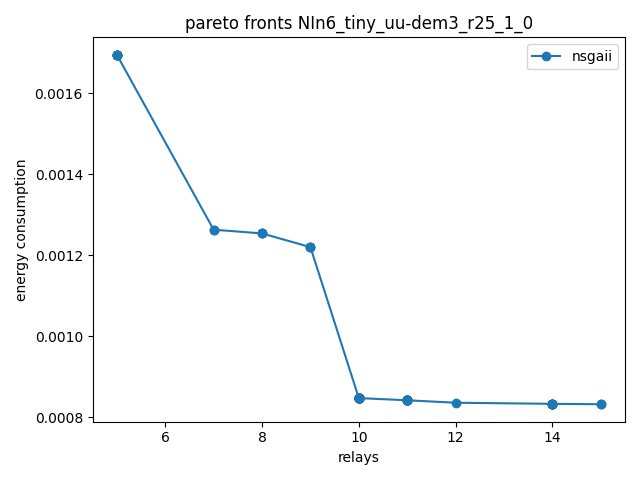 pareto fronts NIn6_tiny_uu-dem3_r25_1_0
nsgaii
0.0016
0.0014
0.0012
0.0010
0.0008
energy consumption
6 8 10 12 14
relays